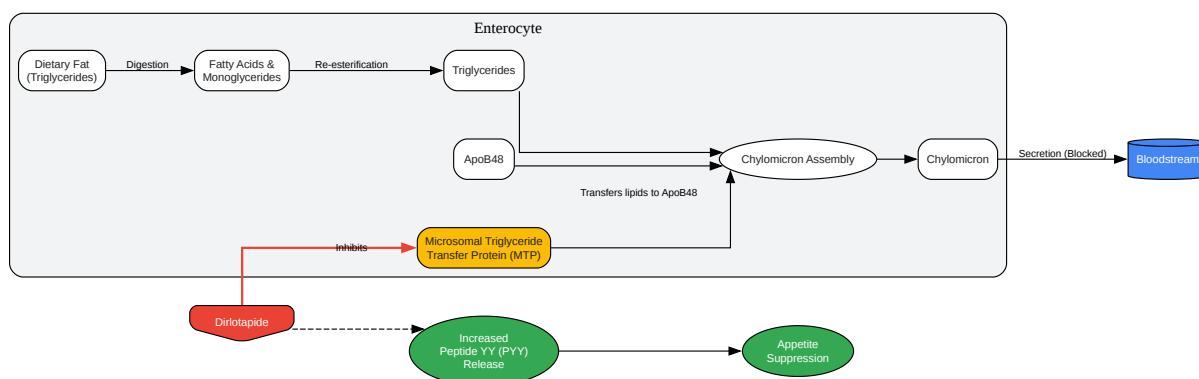 Enterocyte
Dietary Fat
(Triglycerides)
Digestion
Fatty Acids &
Monoglycerides
Re-esterification
Triglycerides
ApoB48
Chylomicron Assembly
Chylomicron
Secretion (Blocked)
Bloodstream
Transfers lipids to ApoB48
Inhibits
Microsomal Triglyceride
Transfer Protein (MTP)
Dirlotapide
Increased
Peptide YY (PYY)
Release
Appetite
Suppression